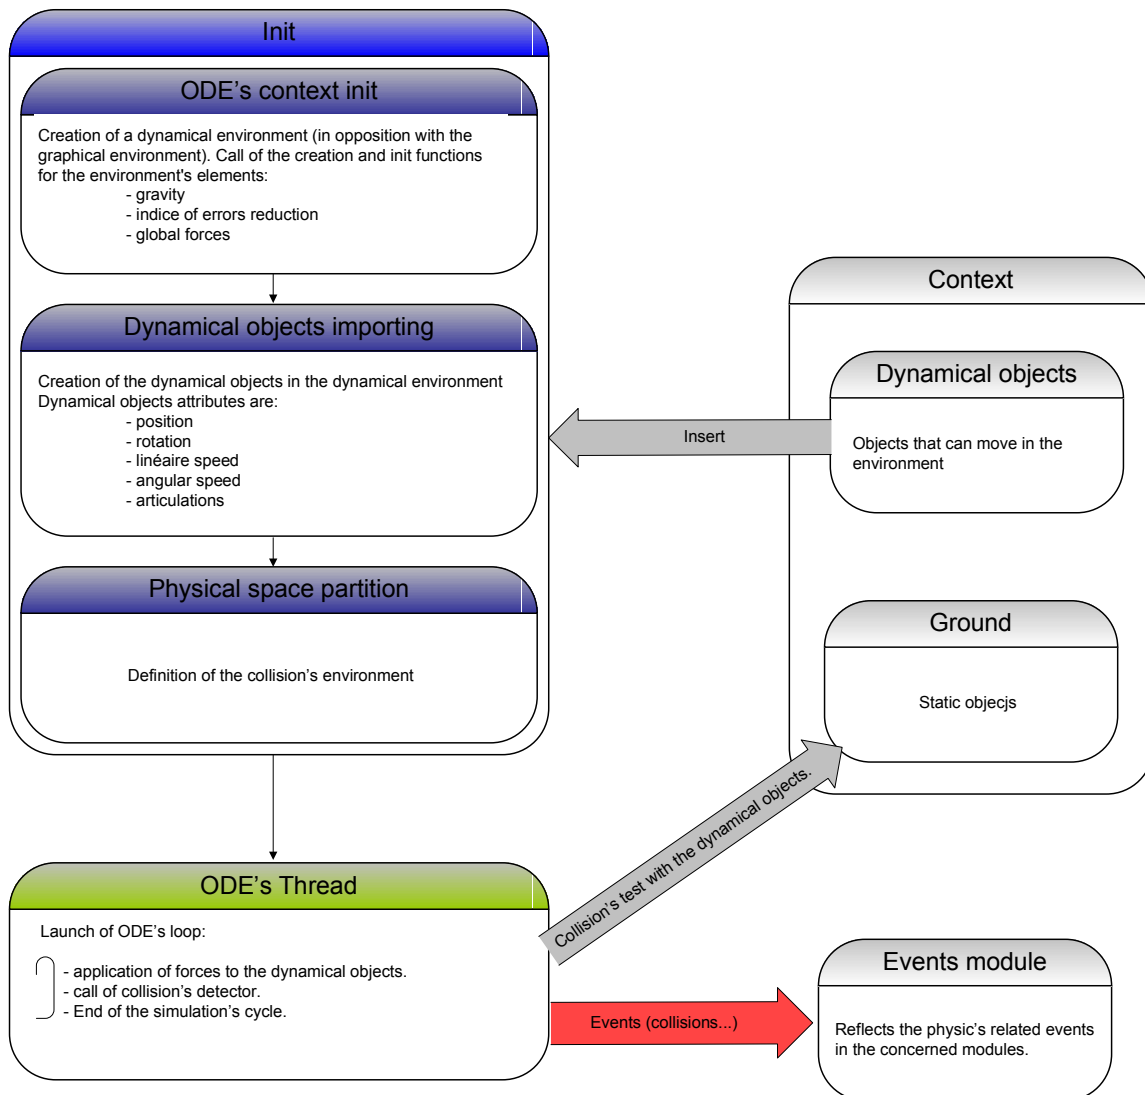 Init
ODE's context init
Creation of a dynamical environment (in opposition with the
graphical environment). Call of the creation and init functions
for the environment's elements:
- gravity
- indice of errors reduction
- global forces
Dynamical objects importing
Creation of the dynamical objects in the dynamical environment
Dynamical objects attributes are:
- position
- rotation
- linéaire speed
- angular speed
- articulations
Physical space partition
Definition of the collision's environment
Context
Dynamical objects
Objects that can move in the
environment
Insert
Ground
Static objecjs
Collision's test with the dynamical objects.
ODE's Thread
Launch of ODE's loop:
- application of forces to the dynamical objects.
- call of collision's detector.
- End of the simulation's cycle.
Events (collisions...)
Events module
Reflects the physic's related events
in the concerned modules.